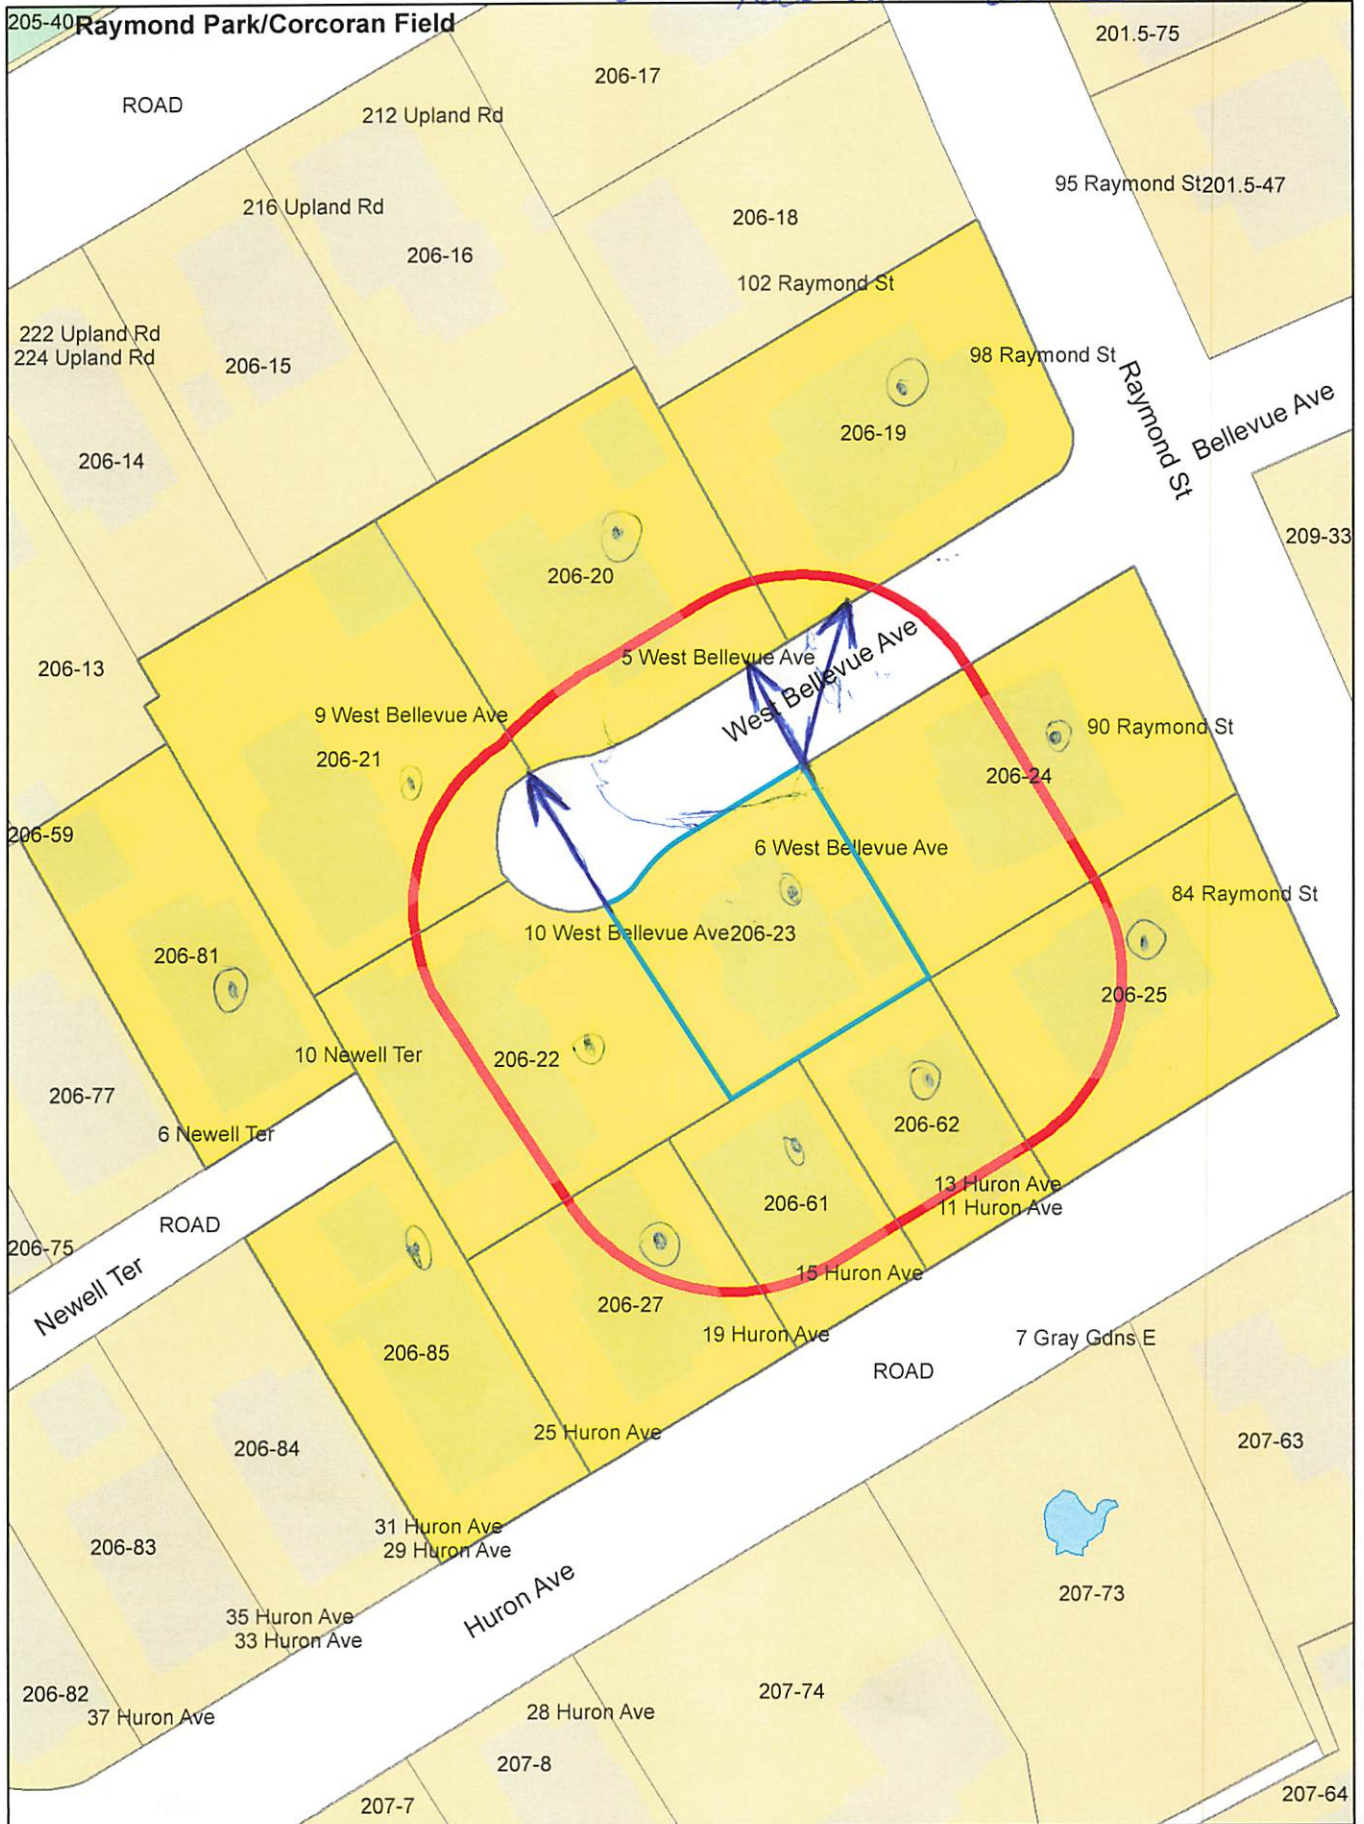 205-40
Raymond Park/Corcoran Field
201.5-75
206-17
ROAD
212 Upland Rd
95 Raymond St
201.5-47
216 Upland Rd
206-18
206-16
102 Raymond St
222 Upland Rd
224 Upland Rd
98 Raymond St
206-15
Raymond St
Bellevue Ave
206-19
206-14
209-33
206-20
5 West Bellevue Ave
206-13
West Bellevue Ave
9 West Bellevue Ave
90 Raymond St
206-21
206-24
206-59
6 West Bellevue Ave
84 Raymond St
10 West Bellevue Ave
206-23
206-81
206-25
10 Newell Ter
206-22
206-77
206-62
6 Newell Ter
13 Huron Ave
11 Huron Ave
206-61
ROAD
206-75
15 Huron Ave
Newell Ter
206-27
19 Huron Ave
7 Gray Gdns E
206-85
ROAD
25 Huron Ave
206-84
207-63
31 Huron Ave
29 Huron Ave
206-83
207-73
Huron Ave
35 Huron Ave
33 Huron Ave
206-82
207-74
37 Huron Ave
28 Huron Ave
207-8
207-7
207-64